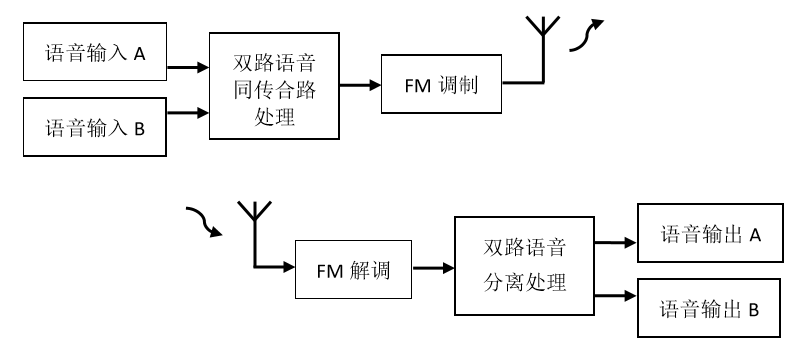 语音输入 A
语音输入 B
双路语音
同传合路
处理
FM 调制
FM 解调
双路语音
分离处理
语音输出 A
语音输出 B